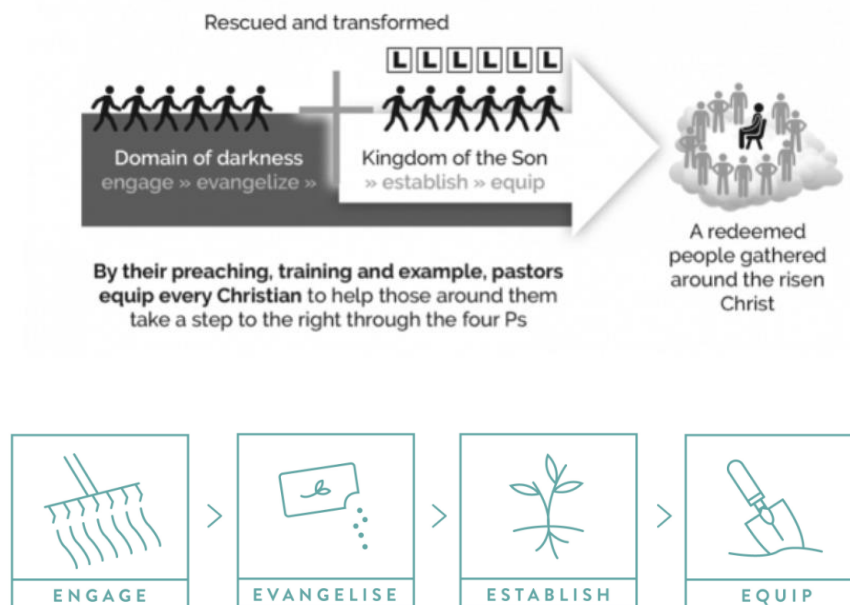 Rescued and transformed
L L L L L L
Domain of darkness
engage » evangelize »
Kingdom of the Son
» establish » equip
A redeemed
people gathered
around the risen
Christ
By their preaching, training and example, pastors
equip every Christian to help those around them
take a step to the right through the four Ps
ENGAGE
EVANGELISE
ESTABLISH
EQUIP